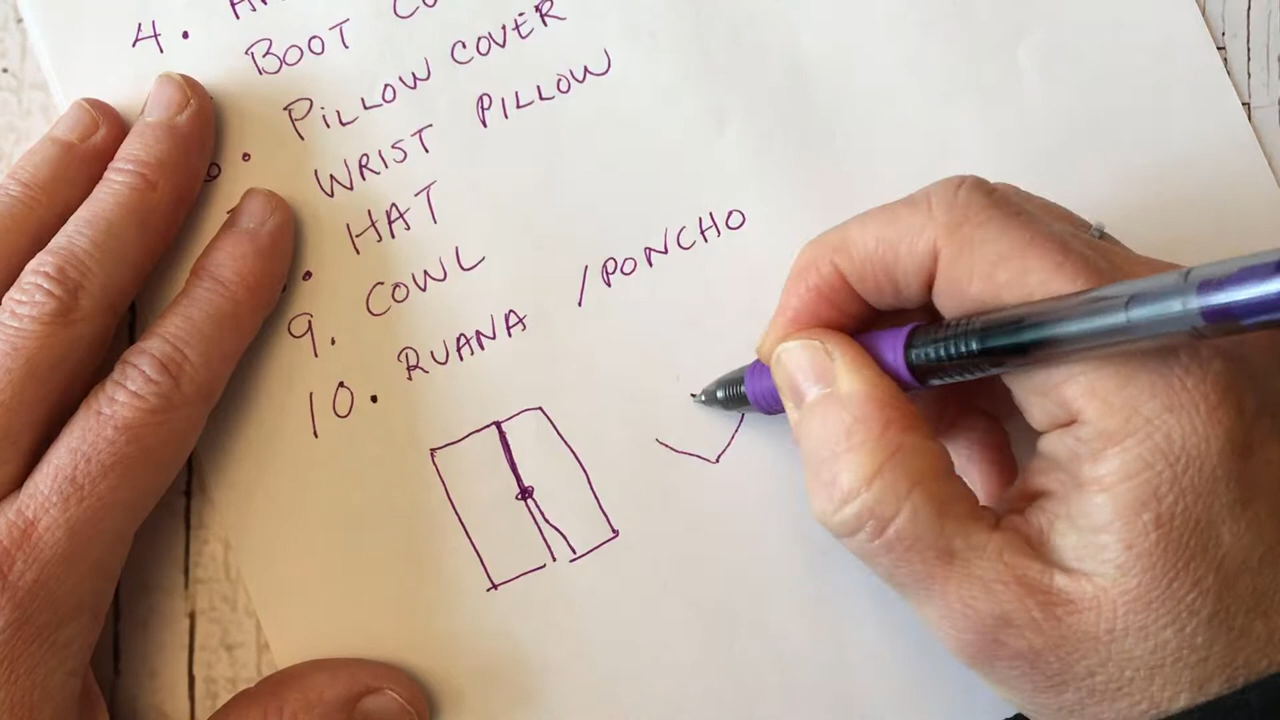 4.
BOOT
PILLOW COVER
WRIST PILLOW
HAT
9. COWL
10. RUANA /PONCHO